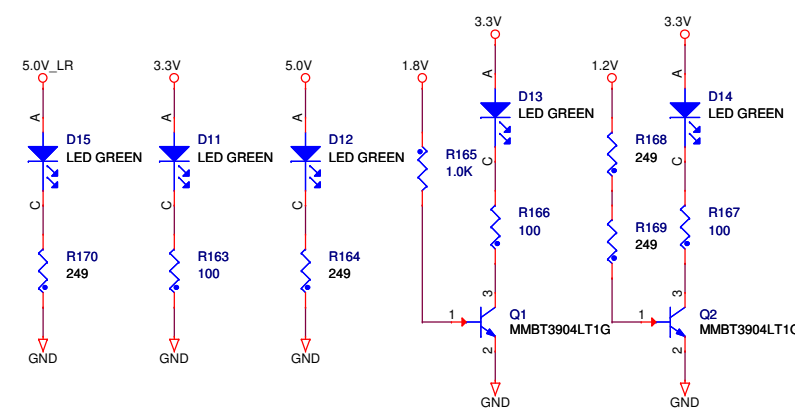 5.0V_LR
A
D15
LED GREEN
C
R170
249
GND
3.3V
A
D11
LED GREEN
C
R163
100
GND
5.0V
A
D12
LED GREEN
C
R164
249
GND
1.8V
R165
1.0K
3.3V
A
D13
LED GREEN
C
R166
100
3
1
Q1
MMBT3904LT1G
2
GND
1.2V
R168
249
R169
249
3.3V
A
D14
LED GREEN
C
R167
100
3
1
Q2
MMBT3904LT1G
2
GND